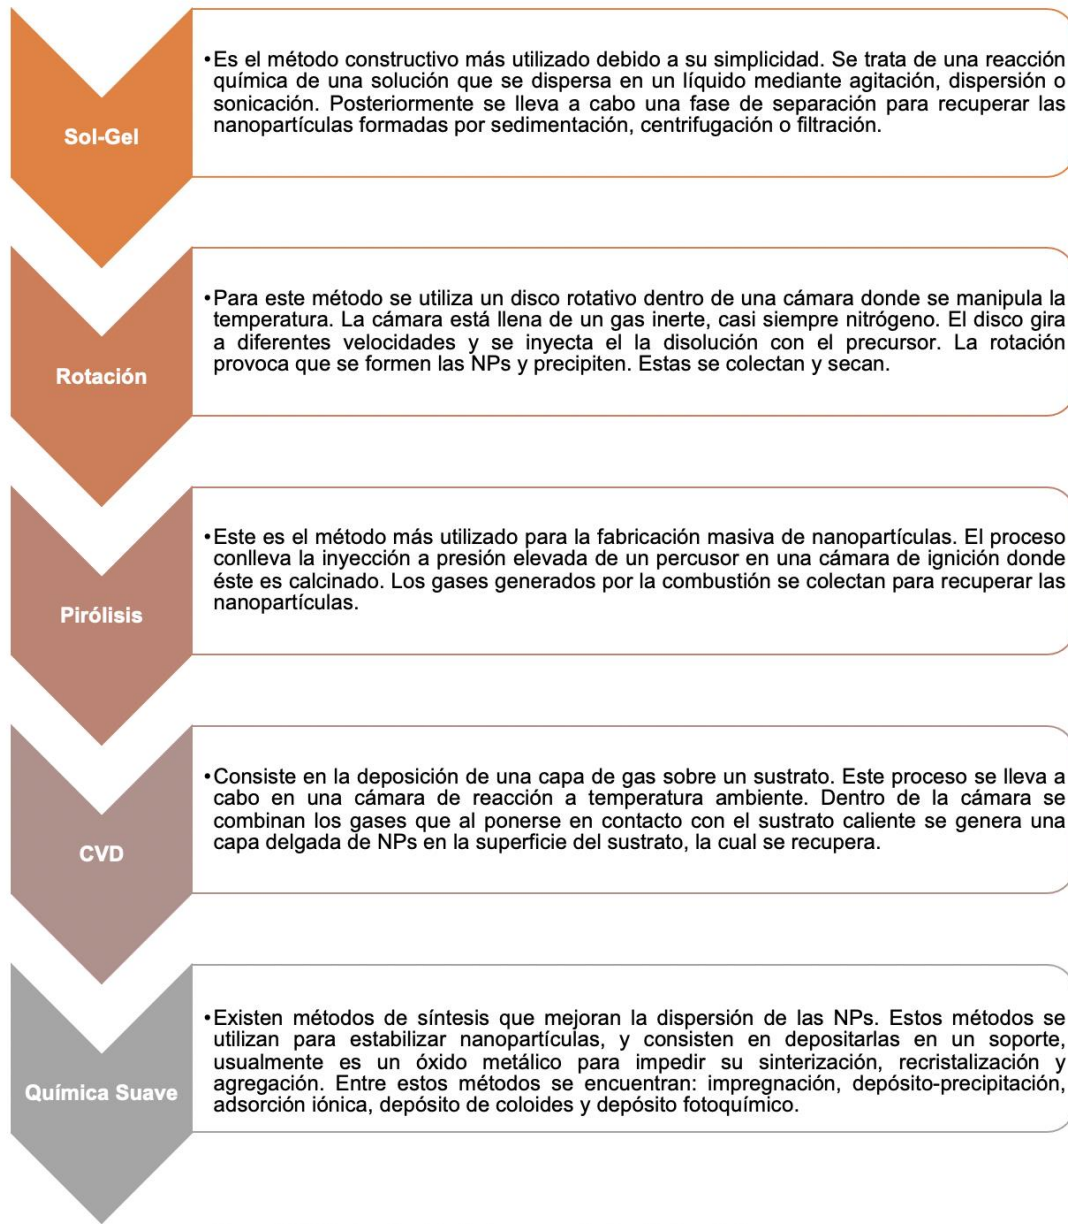 Sol-Gel
•Es el método constructivo más utilizado debido a su simplicidad. Se trata de una reacción
química de una solución que se dispersa en un líquido mediante agitación, dispersión o
sonicación. Posteriormente se lleva a cabo una fase de separación para recuperar las
nanopartículas formadas por sedimentación, centrifugación o filtración.
Rotación
•Para este método se utiliza un disco rotativo dentro de una cámara donde se manipula la
temperatura. La cámara está llena de un gas inerte, casi siempre nitrógeno. El disco gira
a diferentes velocidades y se inyecta el la disolución con el precursor. La rotación
provoca que se formen las NPs y precipiten. Estas se colectan y secan.
Pirólisis
•Este es el método más utilizado para la fabricación masiva de nanopartículas. El proceso
conlleva la inyección a presión elevada de un percusor en una cámara de ignición donde
éste es calcinado. Los gases generados por la combustión se colectan para recuperar las
nanopartículas.
CVD
•Consiste en la deposición de una capa de gas sobre un sustrato. Este proceso se lleva a
cabo en una cámara de reacción a temperatura ambiente. Dentro de la cámara se
combinan los gases que al ponerse en contacto con el sustrato caliente se genera una
capa delgada de NPs en la superficie del sustrato, la cual se recupera.
Química Suave
•Existen métodos de síntesis que mejoran la dispersión de las NPs. Estos métodos se
utilizan para estabilizar nanopartículas, y consisten en depositarlas en un soporte,
usualmente es un óxido metálico para impedir su sinterización, recristalización y
agregación. Entre estos métodos se encuentran: impregnación, depósito-precipitación,
adsorción iónica, depósito de coloides y depósito fotoquímico.